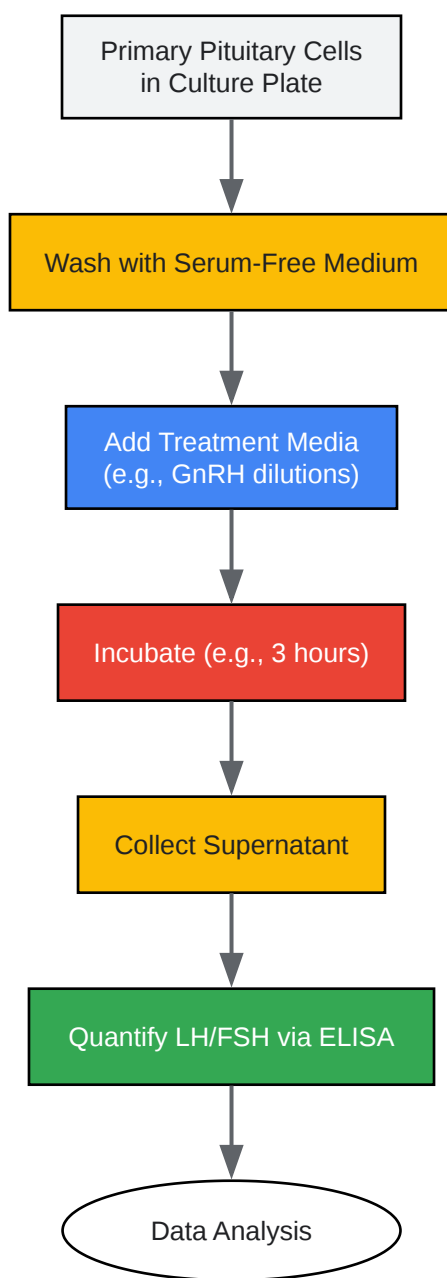 Primary Pituitary Cells
in Culture Plate
Wash with Serum-Free Medium
Add Treatment Media
(e.g., GnRH dilutions)
Incubate (e.g., 3 hours)
Collect Supernatant
Quantify LH/FSH via ELISA
Data Analysis